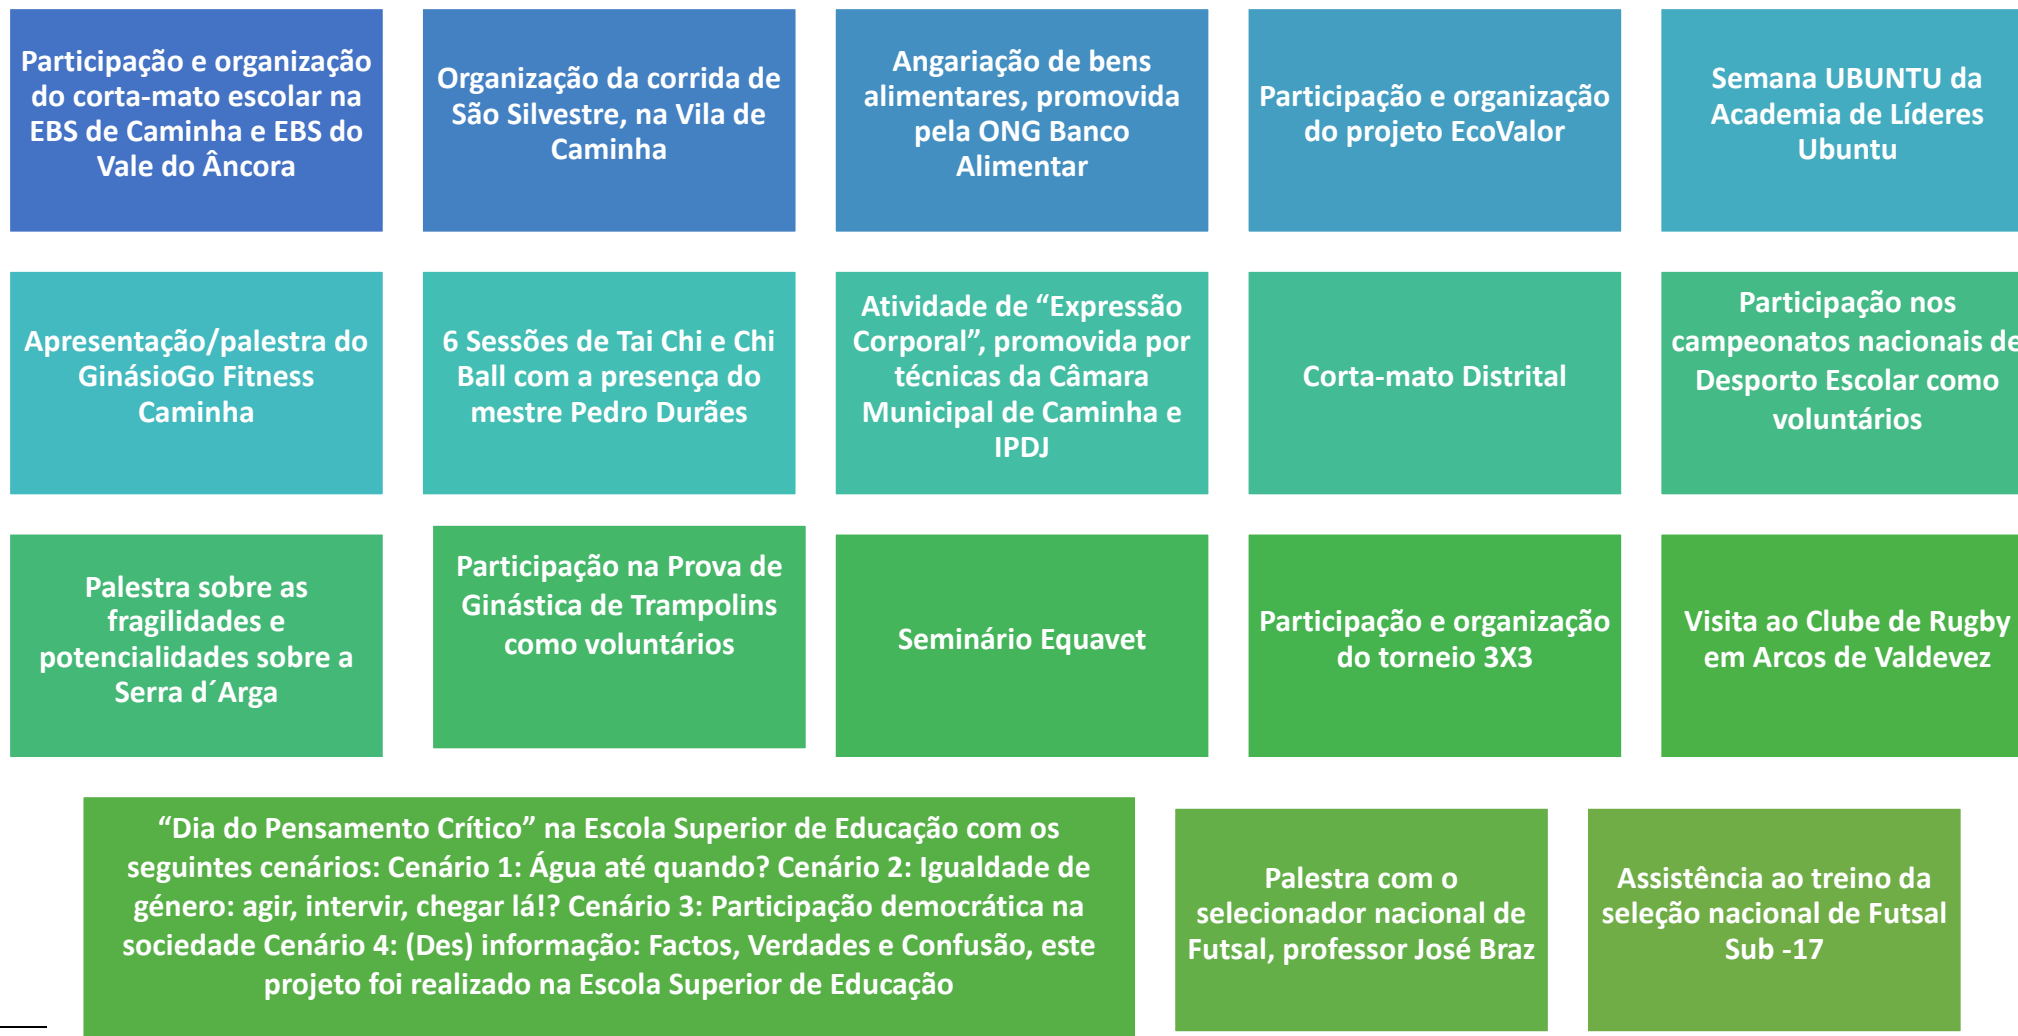 Participação e organização
do corta-mato escolar na
EBS de Caminha e EBS do
Vale do Âncora
Organização da corrida de
São Silvestre, na Vila de
Caminha
Angariação de bens
alimentares, promovida
pela ONG Banco
Alimentar
Participação e organização
do projeto EcoValor
Semana UBUNTU da
Academia de Líderes
Ubuntu
Apresentação/palestra do
GinásioGo Fitness
Caminha
6 Sessões de Tai Chi e Chi
Ball com a presença do
mestre Pedro Durães
Atividade de “Expressão
Corporal”, promovida por
técnicas da Câmara
Municipal de Caminha e
IPDJ
Corta-mato Distrital
Participação nos
campeonatos nacionais de
Desporto Escolar como
voluntários
Palestra sobre as
fragilidades e
potencialidades sobre a
Serra d´Arga
Participação na Prova de
Ginástica de Trampolins
como voluntários
Seminário Equavet
Participação e organização
do torneio 3X3
Visita ao Clube de Rugby
em Arcos de Valdevez
“Dia do Pensamento Crítico” na Escola Superior de Educação com os
seguintes cenários: Cenário 1: Água até quando? Cenário 2: Igualdade de
género: agir, intervir, chegar lá!? Cenário 3: Participação democrática na
sociedade Cenário 4: (Des) informação: Factos, Verdades e Confusão, este
projeto foi realizado na Escola Superior de Educação
Palestra com o
selecionador nacional de
Futsal, professor José Braz
Assistência ao treino da
seleção nacional de Futsal
Sub -17